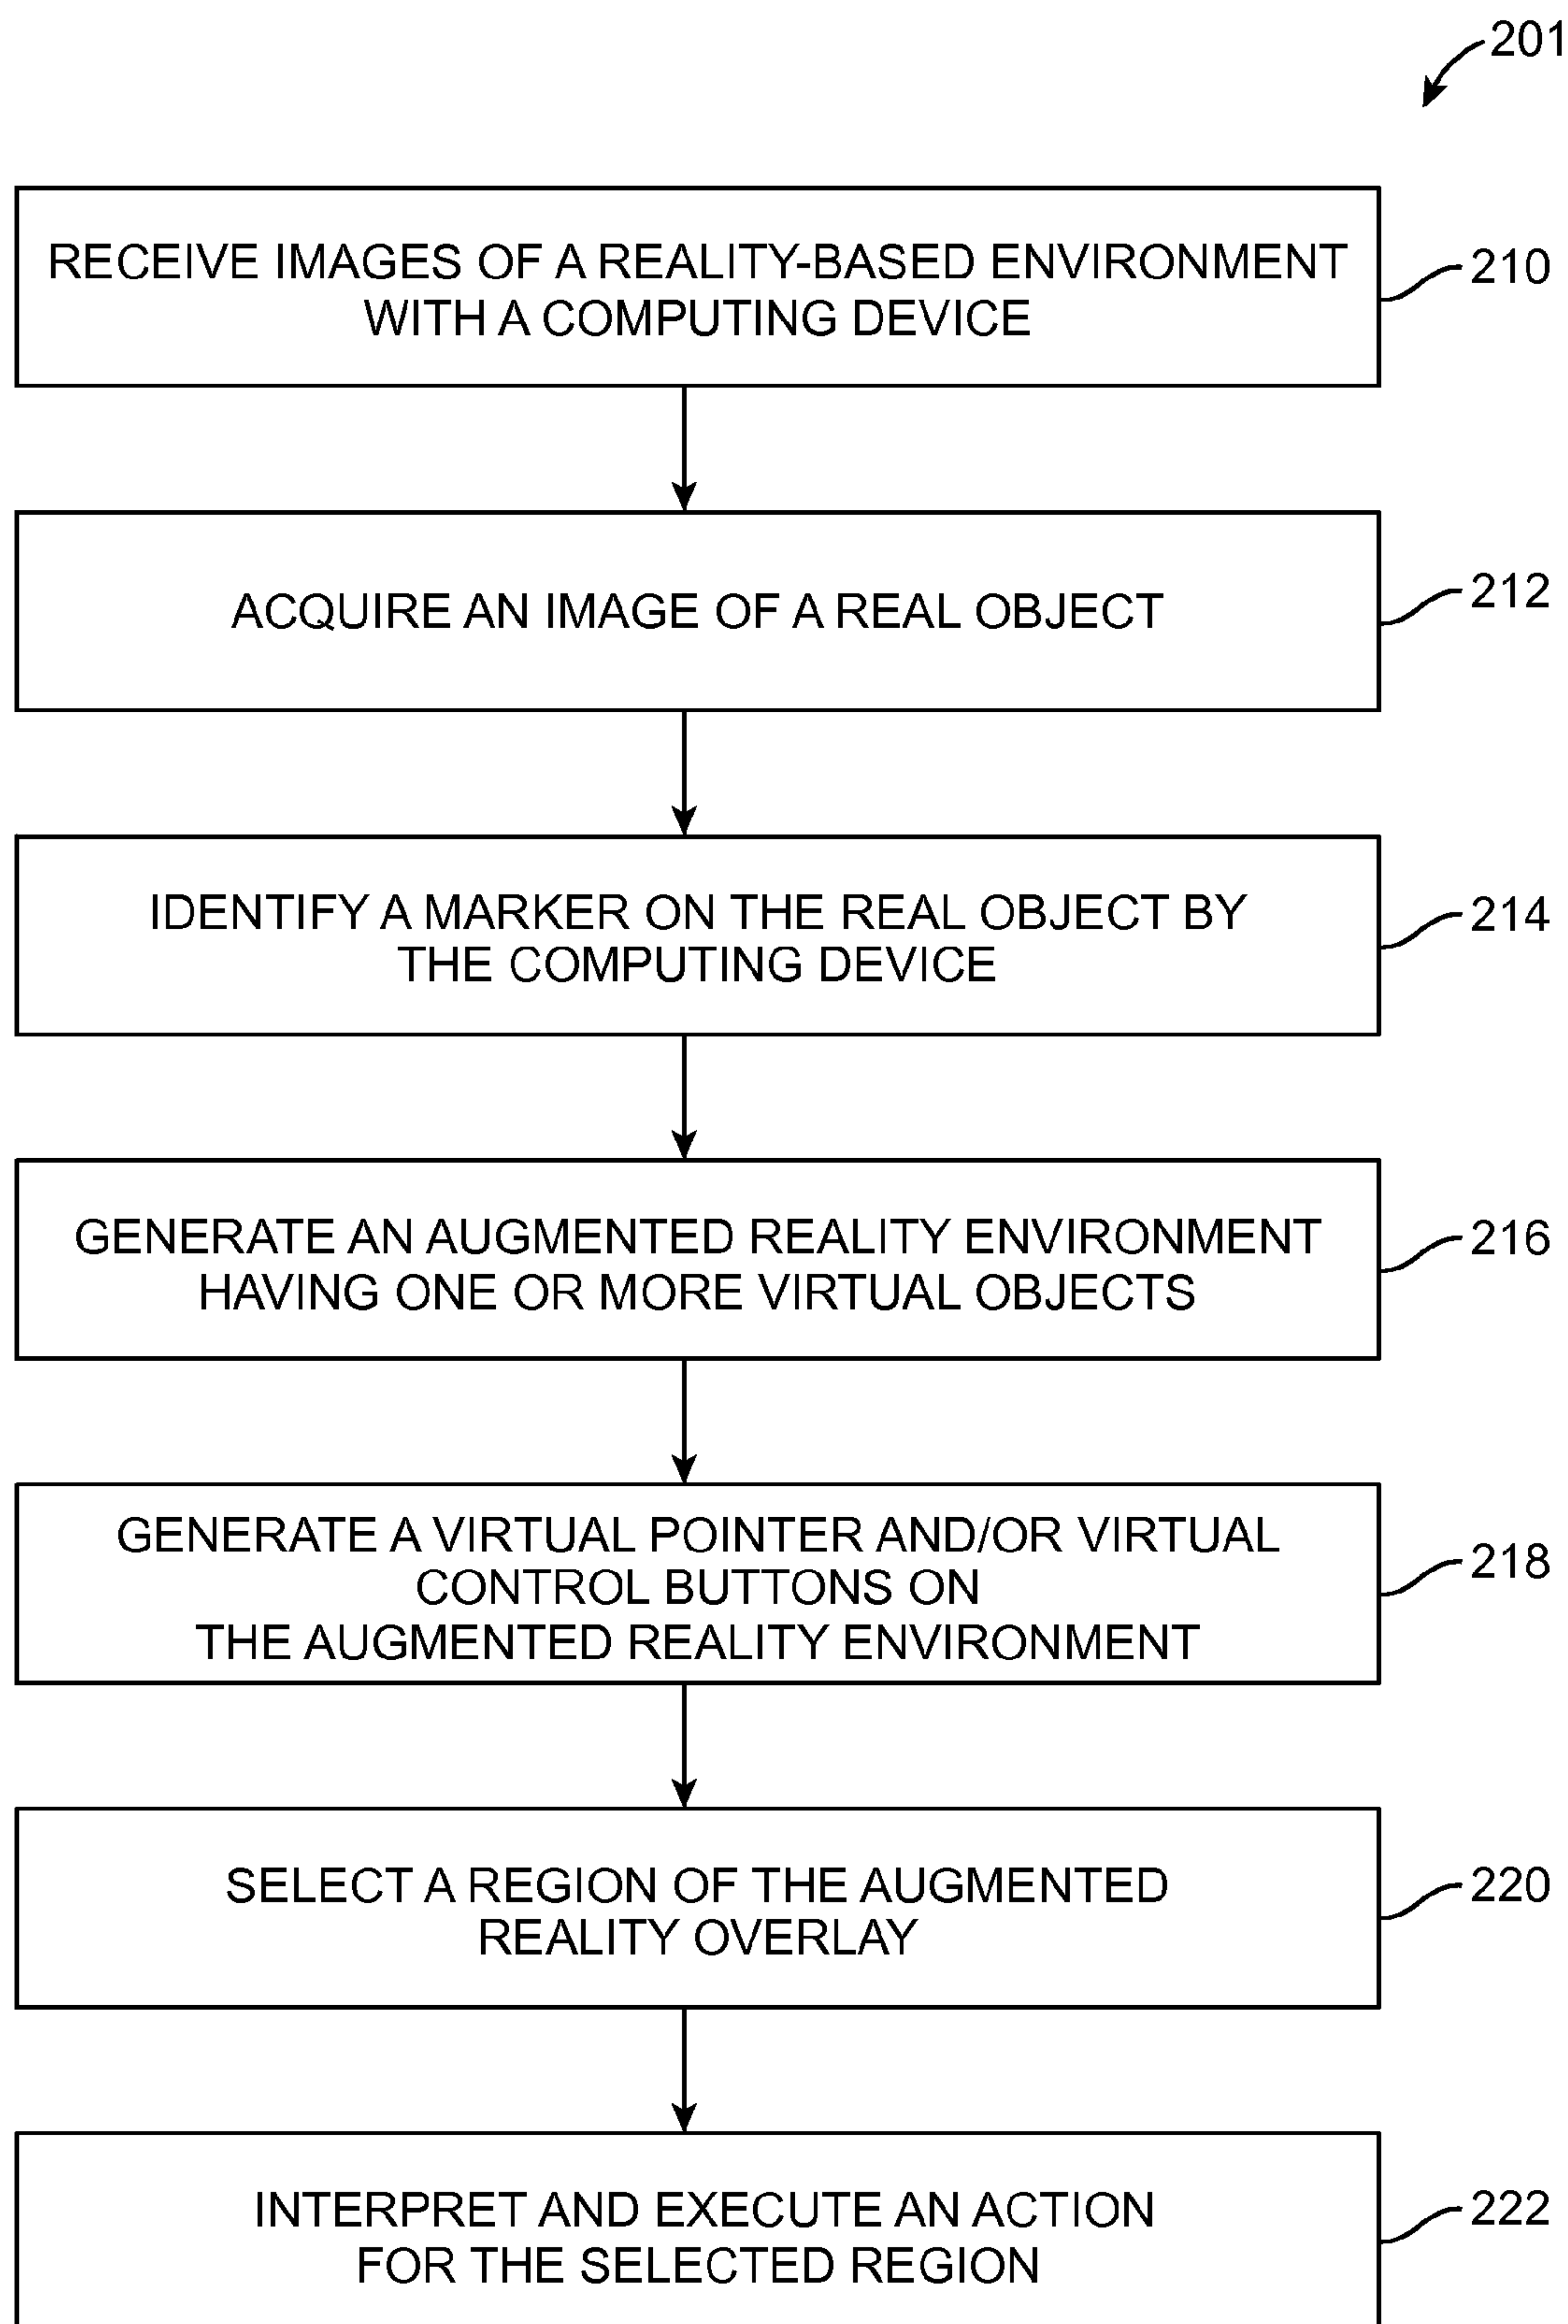 201
RECEIVE IMAGES OF A REALITY-BASED ENVIRONMENT
WITH A COMPUTING DEVICE
210
ACQUIRE AN IMAGE OF A REAL OBJECT
212
IDENTIFY A MARKER ON THE REAL OBJECT BY
THE COMPUTING DEVICE
214
GENERATE AN AUGMENTED REALITY ENVIRONMENT
HAVING ONE OR MORE VIRTUAL OBJECTS
216
GENERATE A VIRTUAL POINTER AND/OR VIRTUAL
CONTROL BUTTONS ON
THE AUGMENTED REALITY ENVIRONMENT
218
SELECT A REGION OF THE AUGMENTED
REALITY OVERLAY
220
INTERPRET AND EXECUTE AN ACTION
FOR THE SELECTED REGION
222